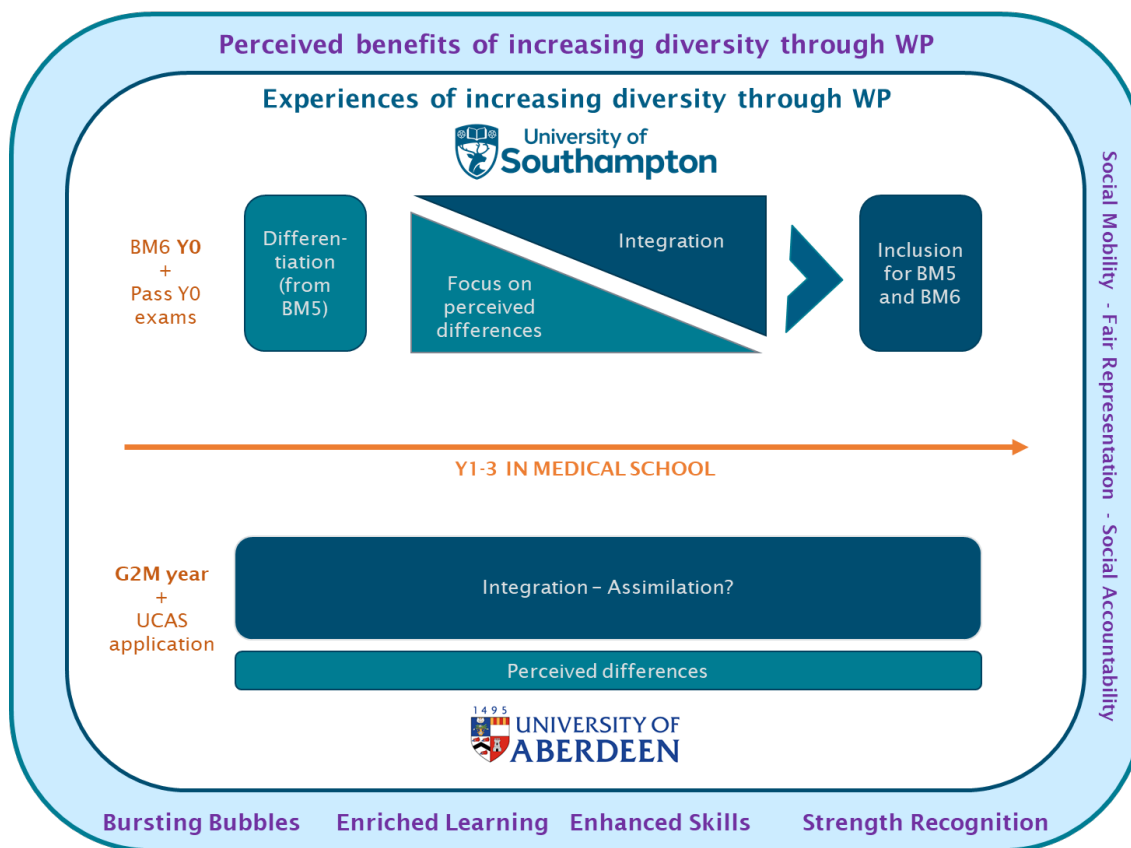 Perceived benefits of increasing diversity through WP
Experiences of increasing diversity through WP
University of
Southampton
BM6 Y0
+
Pass Y0
exams
Differen-
tiation
(from
BM5)
Focus on
perceived
differences
Integration
Inclusion
for BM5
and BM6
Y1-3 IN MEDICAL SCHOOL
G2M year
+
UCAS
application
Integration – Assimilation?
Perceived differences
1495
UNIVERSITY OF
ABERDEEN
Social Mobility - Fair Representation - Social Accountability
Bursting Bubbles Enriched Learning Enhanced Skills Strength Recognition